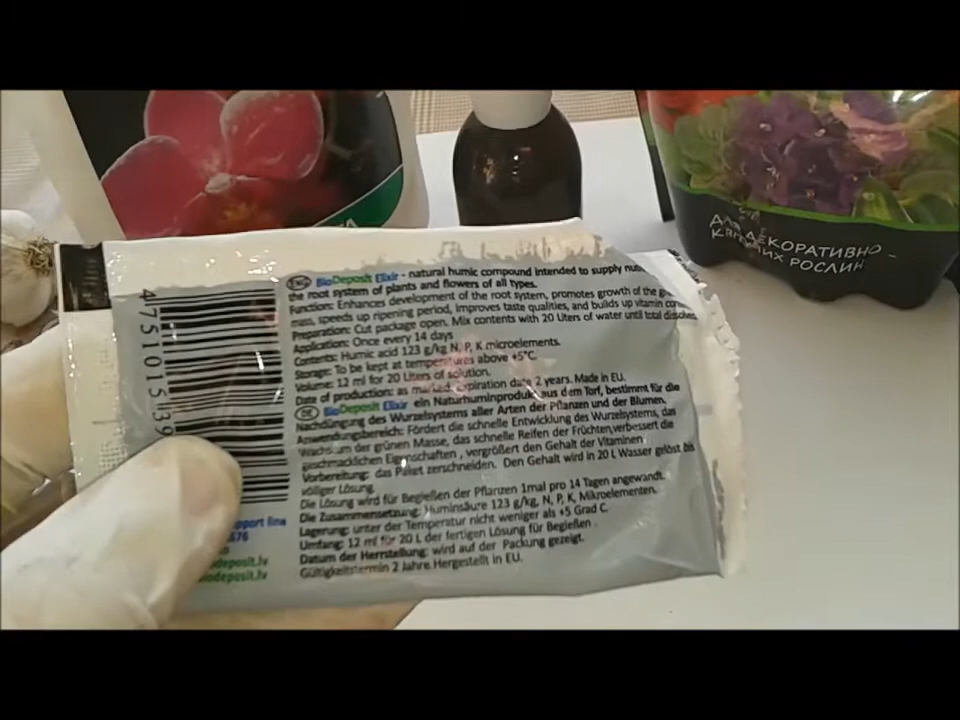 ДЛЯ ДЕКОРАТИВНО -
РОСЛИН
4751015139
ENG BioDeposit Elixir - natural humic compound intended to supply
the root system of plants and flowers of all types.
Function: Enhances development of the root system, promotes growth of the
mass, speeds up ripening period, improves taste qualities, and builds up vitamin
Preparation: Cut package open. Mix contents with 20 Liters of water until total
Application: Once every 14 days
Contents: Humic acid 123 g/kg N, P, K microelements.
Storage: To be kept at temperatures above +5°C.
Volume: 12 ml for 20 Liters of solution.
Date of production: as marked, expiration date 2 years. Made in EU.
DE BioDeposit Elixir ein Naturhuminprodukt aus dem Torf, bestimmt für die
Nachdüngung des Wurzelsystems aller Arten der Pflanzen und der Blumen.
Anwendungsbereich: Fördert die schnelle Entwicklung des Wurzelsystems, das
Wachstum der grünen Masse, das schnelle Reifen der Früchten,verbessert die
geschmacklichen Eigenschaften , vergrößert den Gehalt der Vitaminen
Vorbereitung: das Paket zerschneiden. Den Gehalt wird in 20 L Wasser gelöst bis
völliger Lösung.
Die Lösung wird für Begießen der Pflanzen 1mal pro 14 Tagen angewandt.
Die Zusammensetzung: Huminsäure 123 g/kg, N, P, K, Mikroelementen.
Lagerung: unter der Temperatur nicht weniger als +5 Grad C.
Umfang: 12 ml für 20 L der fertigen Lösung für Begießen .
Datum der Herstellung: wird auf der Packung gezeigt.
Gültigkeitstermin 2 Jahre. Hergestellt in EU.
support line
676
deposit.lv